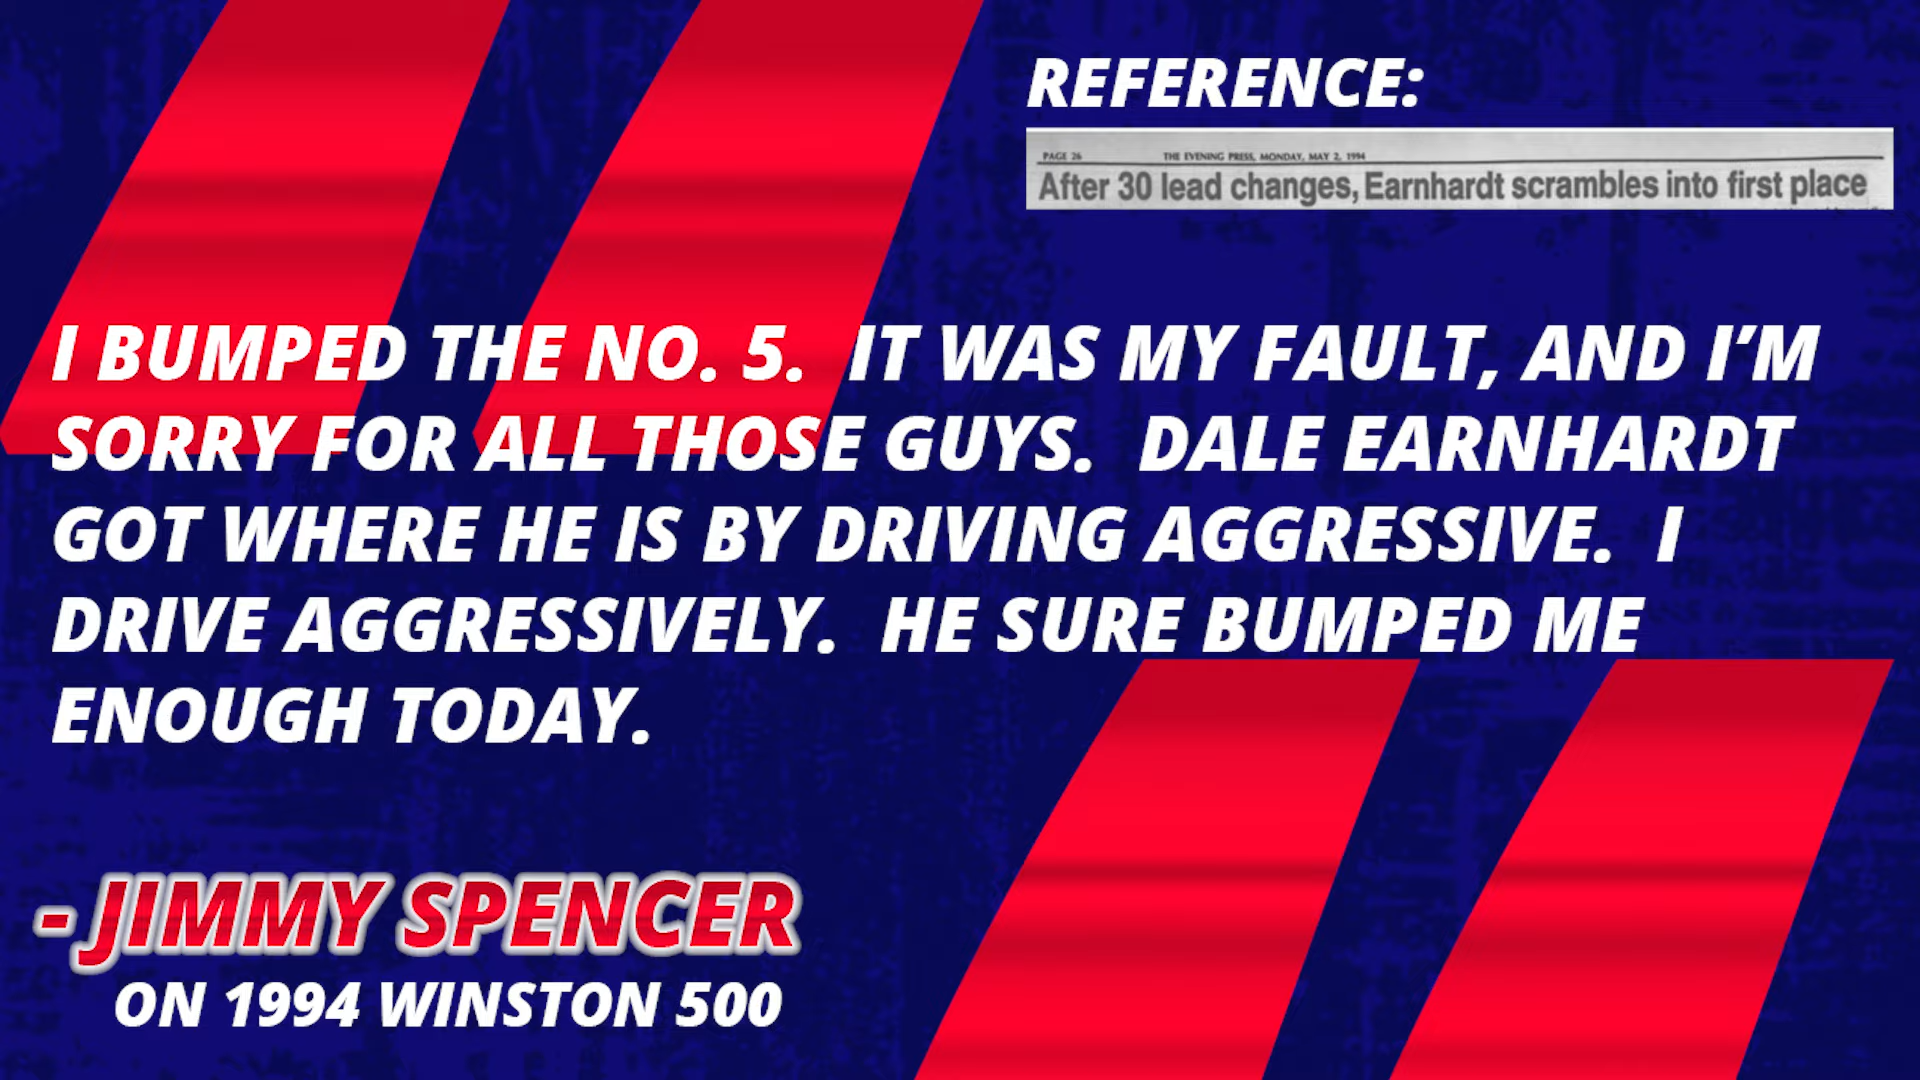 REFERENCE:
PAGE 26 THE EVENING PRESS, MONDAY, MAY 2, 1994
After 30 lead changes, Earnhardt scrambles into first place
I BUMPED THE NO. 5. IT WAS MY FAULT, AND I’M
SORRY FOR ALL THOSE GUYS. DALE EARNHARDT
GOT WHERE HE IS BY DRIVING AGGRESSIVE. I
DRIVE AGGRESSIVELY. HE SURE BUMPED ME
ENOUGH TODAY.
- JIMMY SPENCER
ON 1994 WINSTON 500